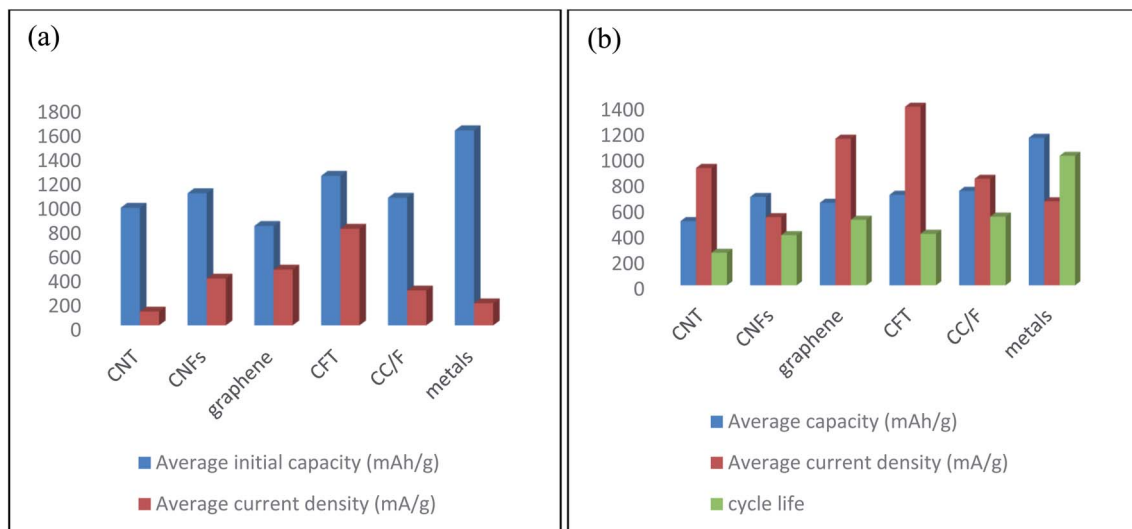 (a)
1800
1600
1400
1200
1000
800
600
400
200
0
CNT
CNFs
graphene
CFT
CC/F
metals
Average initial capacity (mAh/g)
Average current density (mA/g)
(b)
1400
1200
1000
800
600
400
200
0
CNT
CNFs
graphene
CFT
CC/F
metals
Average capacity (mAh/g)
Average current density (mA/g)
cycle life